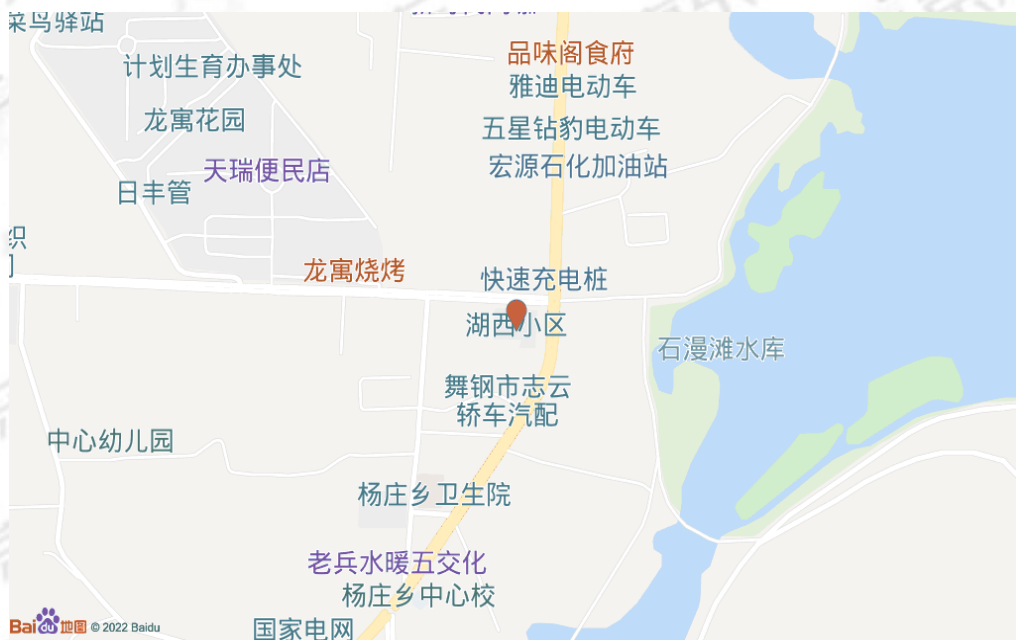 菜鸟驿站
品味阁食府
计划生育办事处
雅迪电动车
龙寓花园
五星钻豹电动车
天瑞便民店
宏源石化加油站
日丰管
织
龙寓烧烤
快速充电桩
湖西小区
石漫滩水库
舞钢市志云
轿车汽配
中心幼儿园
杨庄乡卫生院
老兵水暖五交化
杨庄乡中心校
国家电网
Bai du 地图 © 2022 Baidu